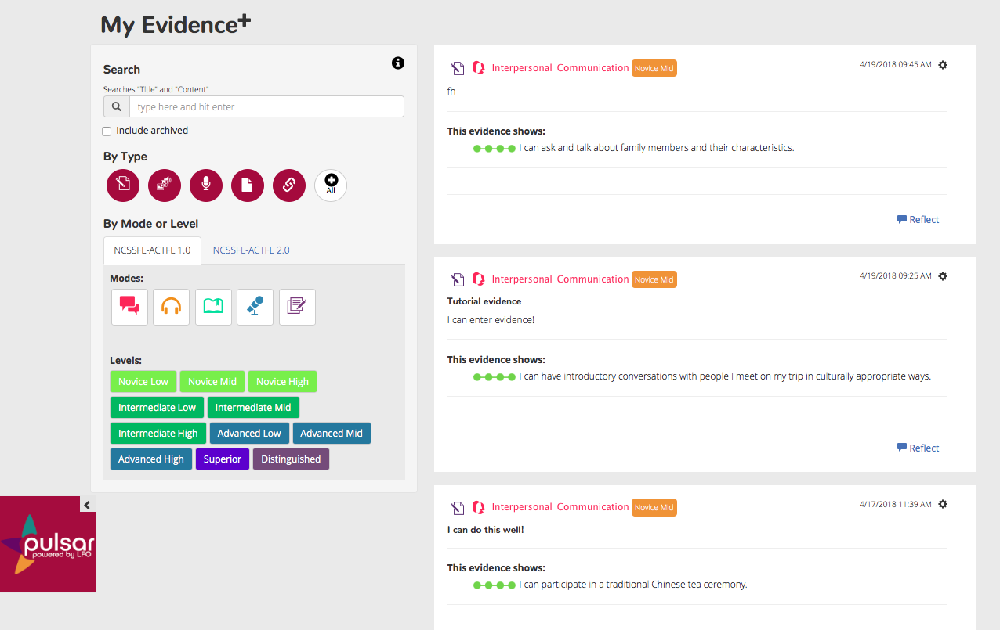 My Evidence+
Search
Searches "Title" and "Content"
type here and hit enter
Include archived
By Type
All
By Mode or Level
NCSSFL-ACTFL 1.0 NCSSFL-ACTFL 2.0
Modes:
Levels:
Novice Low Novice Mid Novice High
Intermediate Low Intermediate Mid
Intermediate High Advanced Low Advanced Mid
Advanced High Superior Distinguished
pulsar
powered by LFO
Interpersonal Communication Novice Mid 4/19/2018 09:45 AM
fh
This evidence shows:
I can ask and talk about family members and their characteristics.
Reflect
Interpersonal Communication Novice Mid 4/19/2018 09:25 AM
Tutorial evidence
I can enter evidence!
This evidence shows:
I can have introductory conversations with people I meet on my trip in culturally appropriate ways.
Reflect
Interpersonal Communication Novice Mid 4/17/2018 11:39 AM
I can do this well!
This evidence shows:
I can participate in a traditional Chinese tea ceremony.